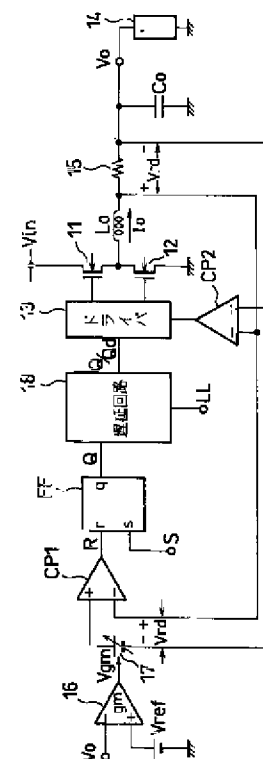 Vo
14
Co
15
+Vrd-
Lo
Io
Vin
11
12
13
ドライバ
CP2
Q/Qd
18
遅延回路
LL
Q
FF
q
r
s
R
S
CP1
+
-
-+
Vrd
Vgm
17
16
gm
Vo
-
+
Vref